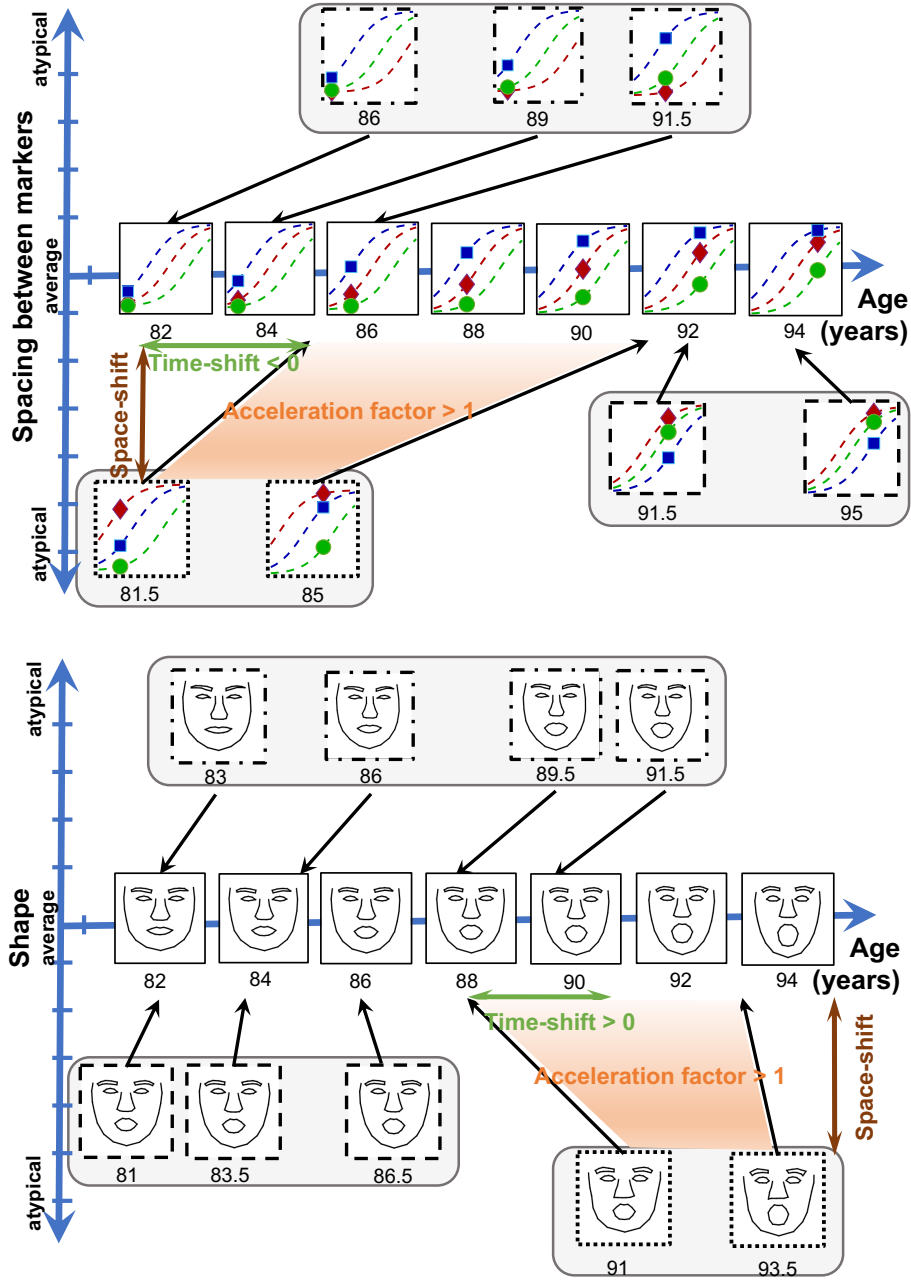 atypical
86
89
91.5
Spacing between markers
average
82
84
86
88
90
92
94
Age
(years)
Time-shift < 0
Space-shift
Acceleration factor > 1
91.5
95
atypical
81.5
85
atypical
83
86
89.5
91.5
Shape
average
82
84
86
88
90
92
94
Age
(years)
Time-shift > 0
Acceleration factor > 1
Space-shift
81
83.5
86.5
atypical
91
93.5